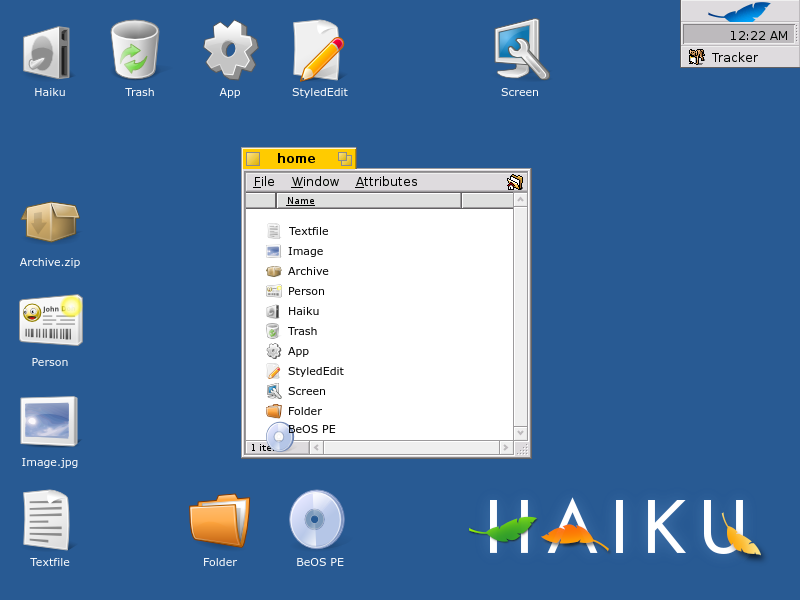 12:22 AM
Tracker
Haiku
Trash
App
StyledEdit
Screen
home
File Window Attributes
Name
Textfile
Image
Archive
Person
Haiku
Trash
App
StyledEdit
Screen
Folder
BeOS PE
1 ite
Archive.zip
John D
Person
Image.jpg
Textfile
Folder
BeOS PE
HAIKU